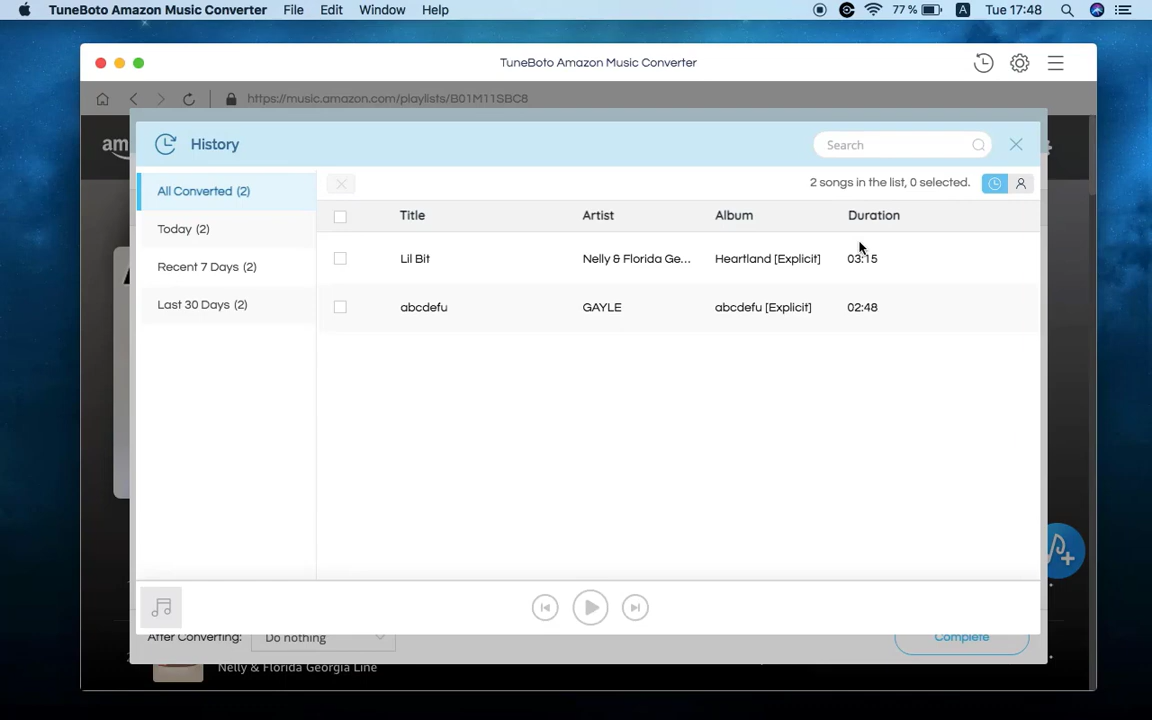 TuneBoto Amazon Music Converter File Edit Window Help 77 % A Tue 17:48
TuneBoto Amazon Music Converter
https://music.amazon.com/playlists/B01M11SBC8
History
Search
All Converted (2)
2 songs in the list, 0 selected.
Title Artist Album Duration
Today (2)
Lil Bit Nelly & Florida Ge... Heartland [Explicit] 03:15
Recent 7 Days (2)
Last 30 Days (2)
abcdefu GAYLE abcdefu [Explicit] 02:48
After Converting: Do nothing Complete
Nelly & Florida Georgia Line